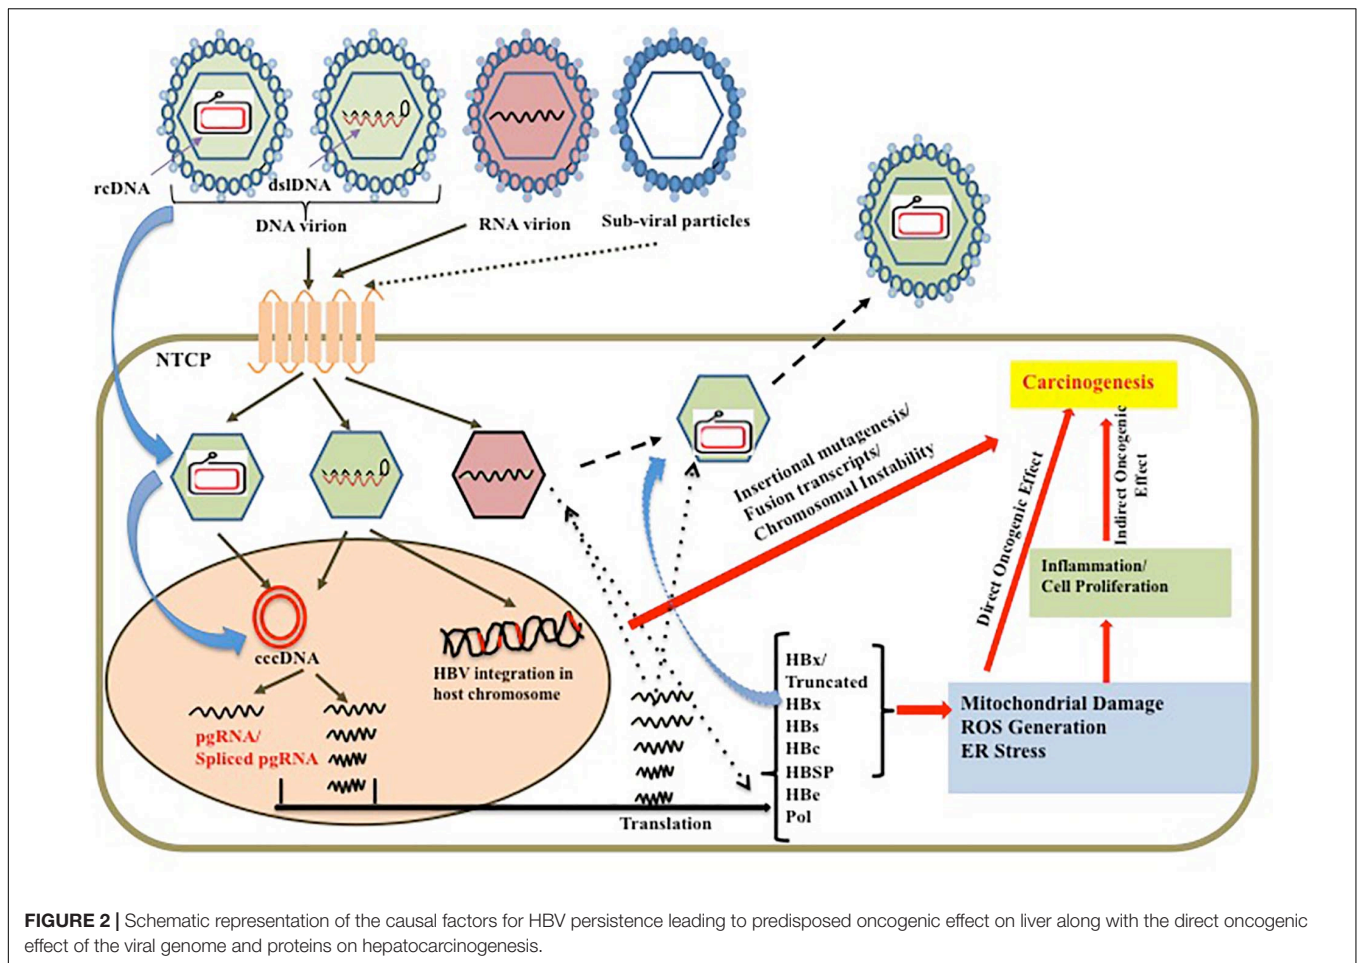 rcDNA
dslDNA
DNA virion
RNA virion
Sub-viral particles
NTCP
Carcinogenesis
Insertional mutagenesis/
Fusion transcripts/
Chromosomal Instability
Direct Oncogenic Effect
Indirect Oncogenic
Effect
Inflammation/
Cell Proliferation
cccDNA
HBV integration in
host chromosome
pgRNA/
Spliced pgRNA
HBx/
Truncated
HBx
HBs
HBc
HBSP
HBe
Pol
Mitochondrial Damage
ROS Generation
ER Stress
Translation
FIGURE 2 | Schematic representation of the causal factors for HBV persistence leading to predisposed oncogenic effect on liver along with the direct oncogenic
effect of the viral genome and proteins on hepatocarcinogenesis.